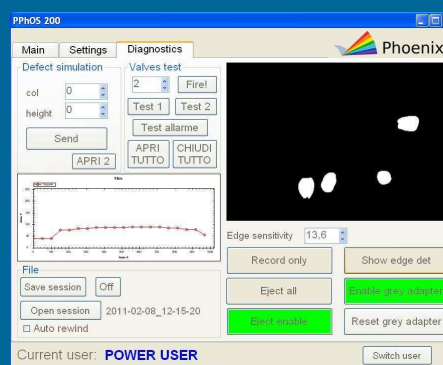 PPhOS 200
Main Settings Diagnostics
Phoenix
Defect simulation
col 0
height 0
Send
APRI 2
Valves test
2 Fire!
Test 1 Test 2
Test allarme
APRI TUTTO
CHIUDI TUTTO
Edge sensitivity 13,6
Record only Show edge det
Eject all Enable grey adapter
Eject enable Reset grey adapter
File
Save session Off
Open session 2011-02-08_12-15-20
Auto rewind
Current user: POWER USER
Switch user